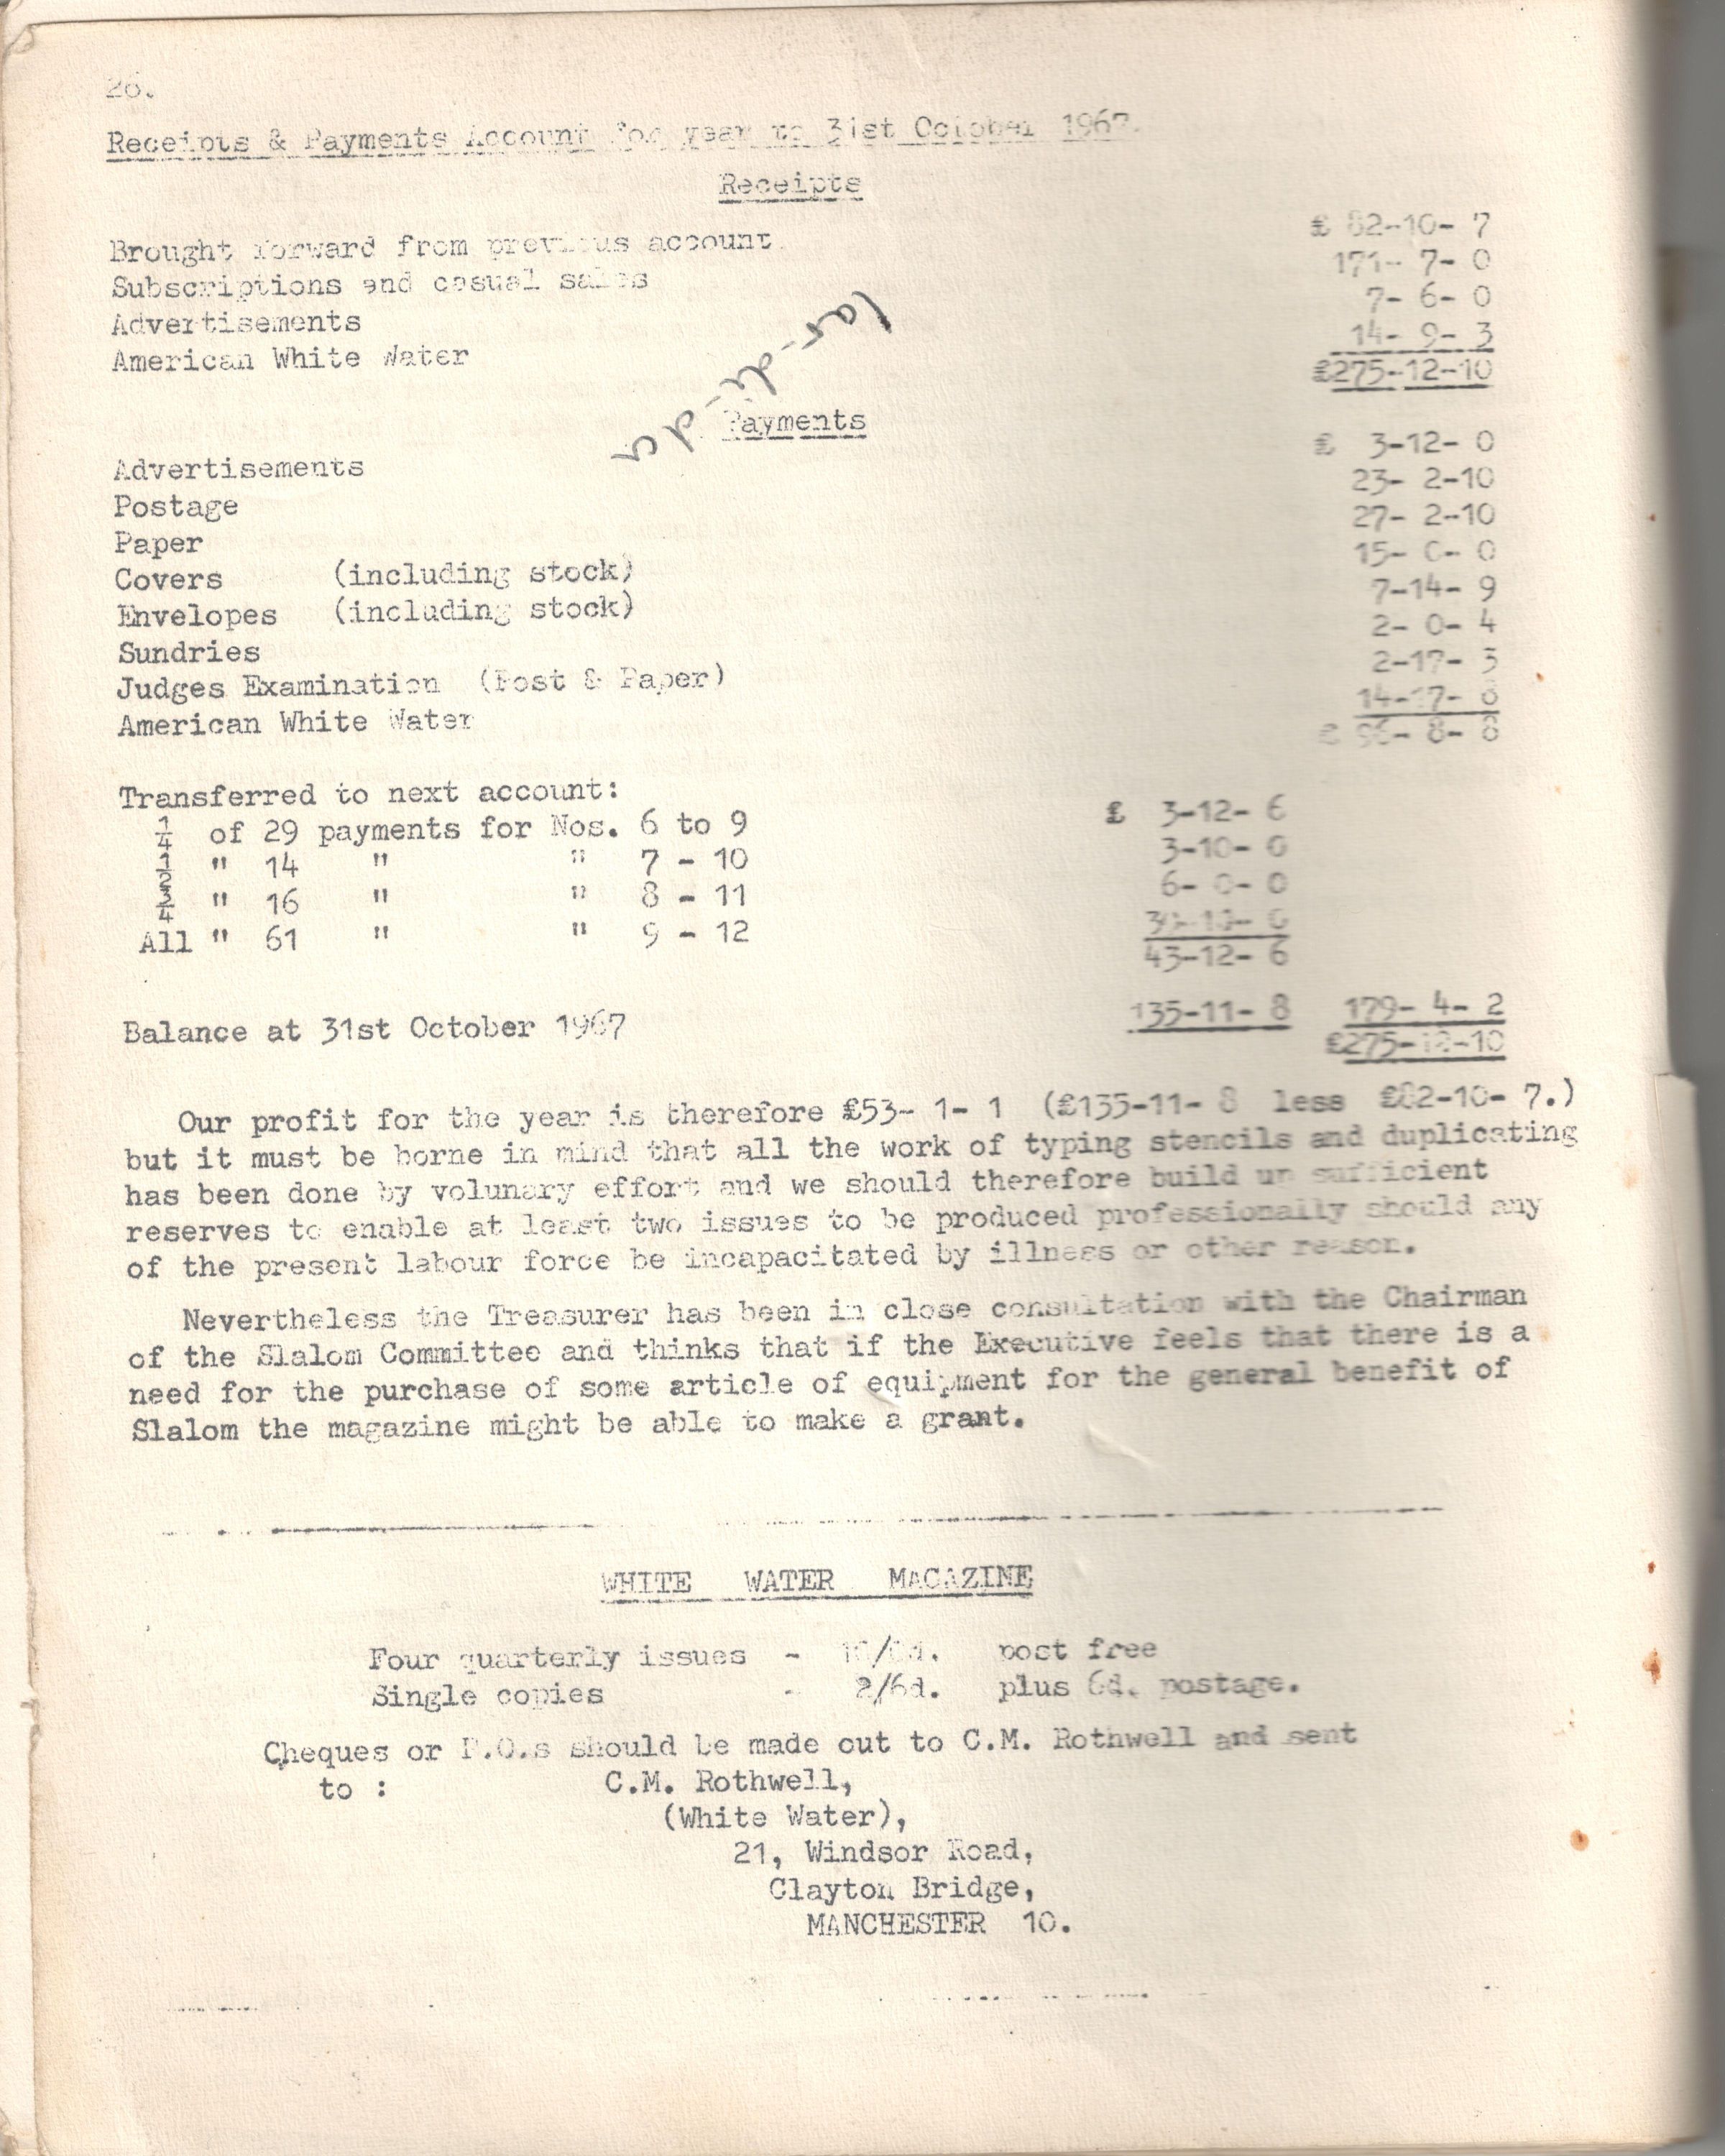 26.
Receipts & Payments Account for year to 31st October 1967.
Receipts
Brought forward from previous account. £ 82-10- 7
Subscriptions and casual sales 171- 7- 0
Advertisements 7- 6- 0
American White Water 14- 9- 3
£275-12-10
Payments
Advertisements £ 3-12- 0
Postage 23- 2-10
Paper 27- 2-10
Covers (including stock) 15- 0- 0
Envelopes (including stock) 7-14- 9
Sundries 2- 0- 4
Judges Examination (Post & Paper) 2-17- 3
American White Water 14-17- 8
£ 96- 8- 8
Transferred to next account:
¼ of 29 payments for Nos. 6 to 9 £ 3-12- 6
½ " 14 " " 7 - 10 3-10- 0
¾ " 16 " " 8 - 11 6- 0- 0
All " 61 " " 9 - 12 30-10- 0
43-12- 6
Balance at 31st October 1967 135-11- 8 179- 4- 2
£275-12-10
Our profit for the year is therefore £53- 1- 1 (£135-11- 8 less £82-10- 7.)
but it must be borne in mind that all the work of typing stencils and duplicating
has been done by volunary effort and we should therefore build up sufficient
reserves to enable at least two issues to be produced professionally should any
of the present labour force be incapacitated by illness or other reason.
Nevertheless the Treasurer has been in close consultation with the Chairman
of the Slalom Committee and thinks that if the Executive feels that there is a
need for the purchase of some article of equipment for the general benefit of
Slalom the magazine might be able to make a grant.
WHITE WATER MAGAZINE
Four quarterly issues - post free
Single copies - 2/6d. plus 6d. postage.
Cheques or P.O.s should be made out to C.M. Rothwell and sent
to : C.M. Rothwell,
(White Water),
21, Windsor Road,
Clayton Bridge,
MANCHESTER 10.